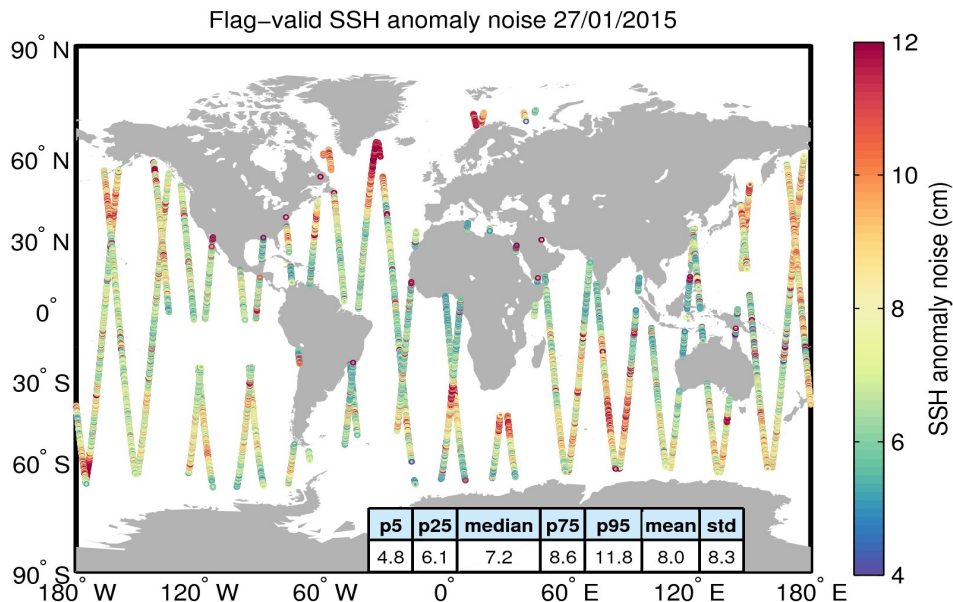 Flag−valid SSH anomaly noise 27/01/2015
90° N
60° N
30° N
0°
30° S
60° S
90° S
180° W
120° W
60° W
0°
60° E
120° E
180° E
p5 p25 median p75 p95 mean std
4.8 6.1 7.2 8.6 11.8 8.0 8.3
12
10
8
6
4
SSH anomaly noise (cm)